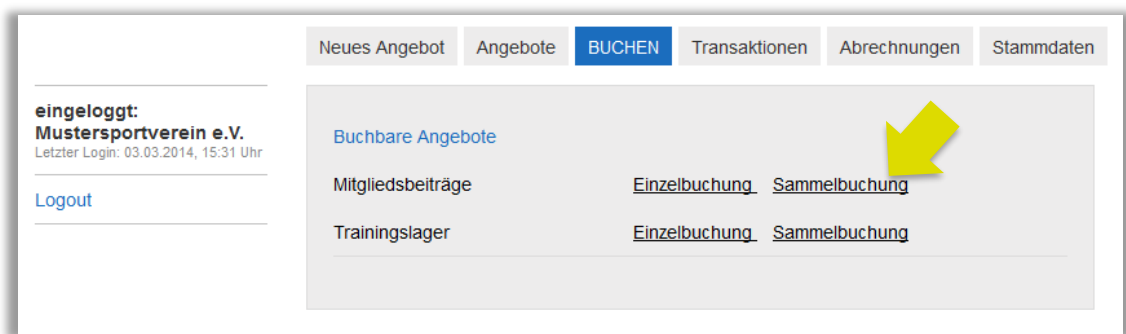 Neues Angebot Angebote BUCHEN Transaktionen Abrechnungen Stammdaten
eingeloggt:
Mustersportverein e.V.
Letzter Login: 03.03.2014, 15:31 Uhr
Logout
Buchbare Angebote
Mitgliedsbeiträge Einzelbuchung Sammelbuchung
Trainingslager Einzelbuchung Sammelbuchung